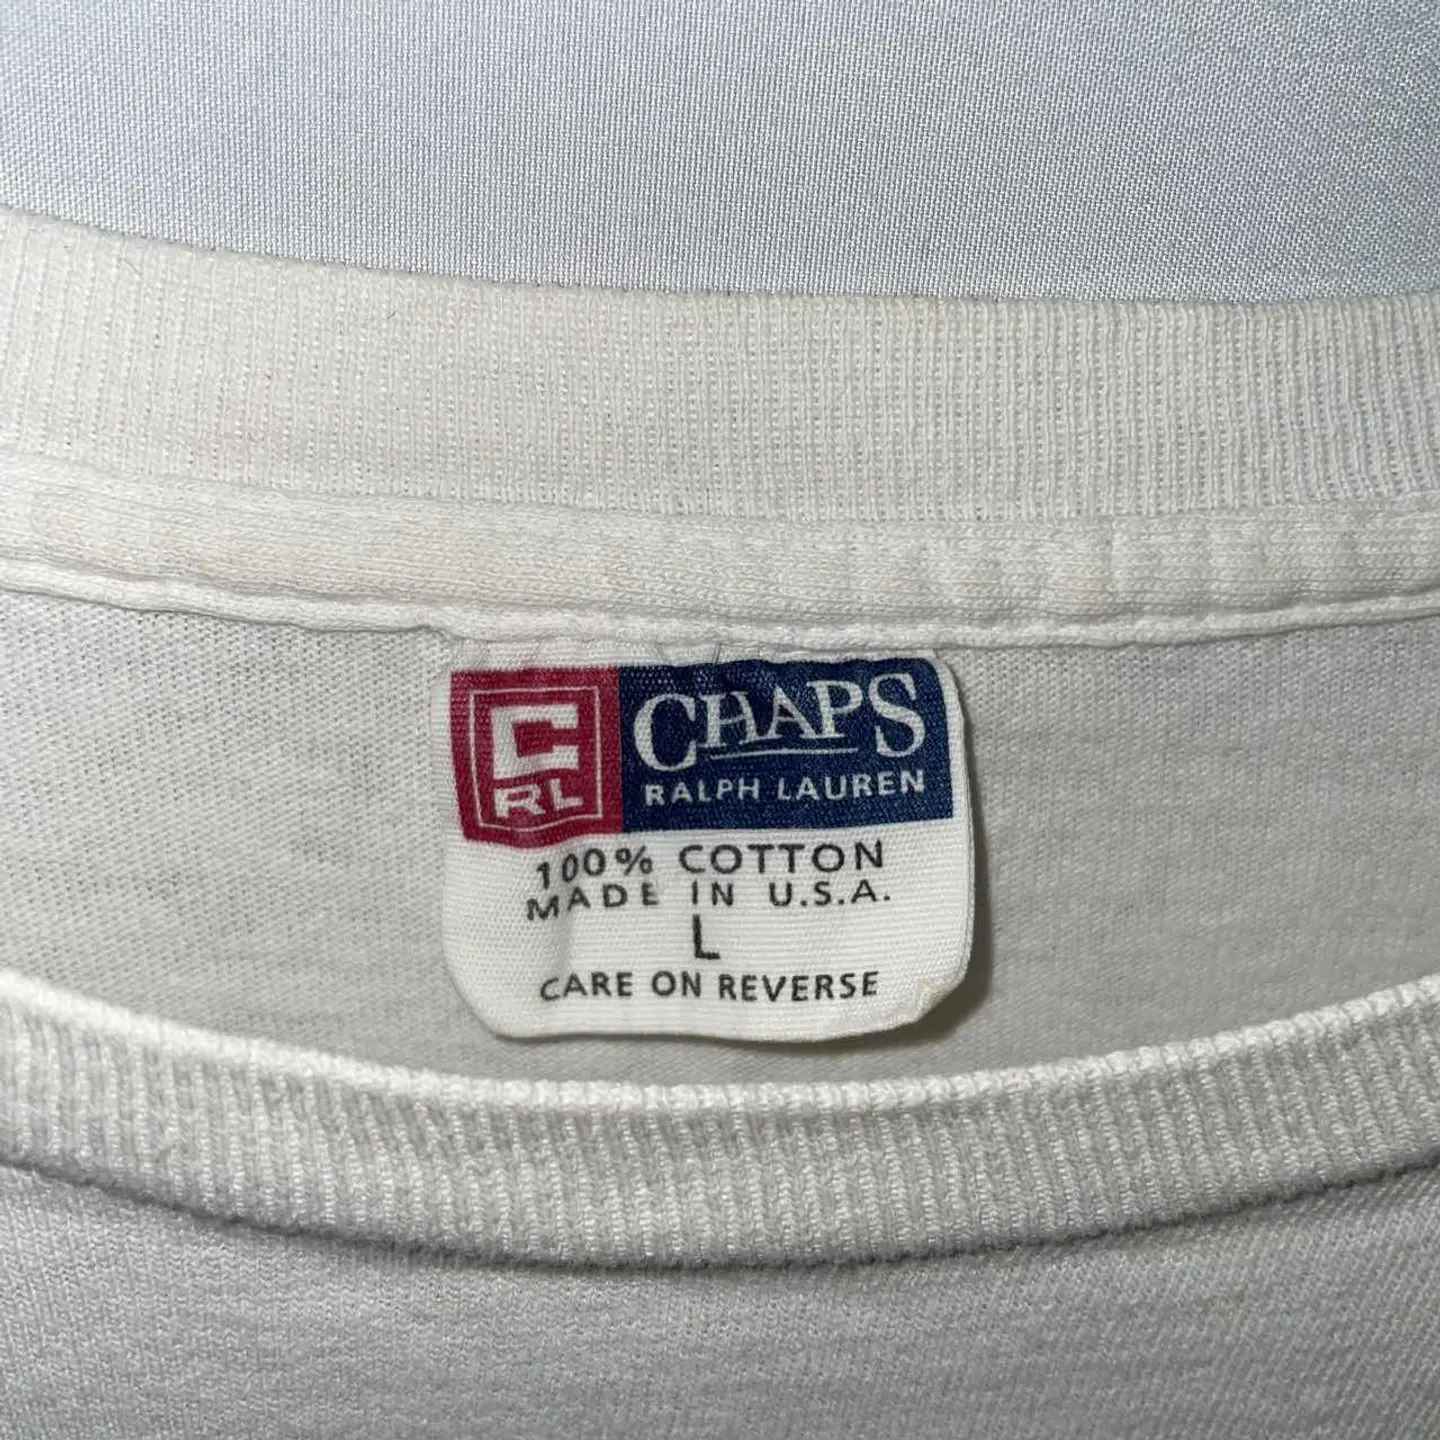 C
RL
CHAPS
RALPH LAUREN
100% COTTON
MADE IN U.S.A.
L
CARE ON REVERSE